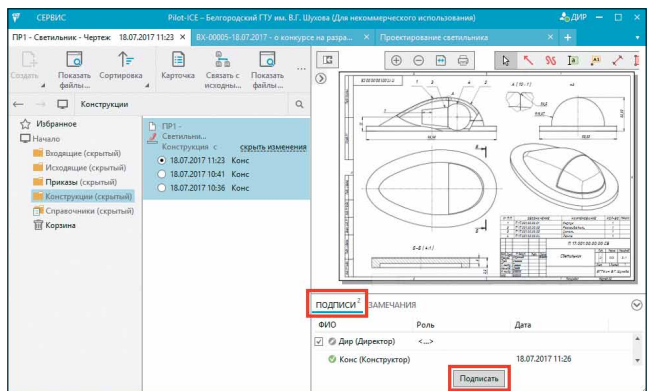 СЕРВИС Pilot-ICE – Белгородский ГТУ им. В.Г. Шухова (Для некоммерческого использования) ДИР
ПР1 - Светильник - Чертеж 18.07.2017 11:23 ВХ-00005-18.07.2017 - о конкурсе на разра... Проектирование светильника
Создать Показать файлы... Сортировка Карточка Связать с исходны... Показать файлы...
Конструкции
Избранное
Начало
Входящие (скрытый)
Исходящие (скрытый)
Приказы (скрытый)
Конструкции (скрытый)
Справочники (скрытый)
Корзина
ПР1 -
Светильни...
Конструкция с скрыть изменения
18.07.2017 11:23 Конс
18.07.2017 10:41 Конс
18.07.2017 10:36 Конс
Б-Б (4:1)
Светильник
ПОДПИСИ 2 ЗАМЕЧАНИЯ
ФИО Роль Дата
Дир (Директор) <...>
Конс (Конструктор) 18.07.2017 11:26
Подписать